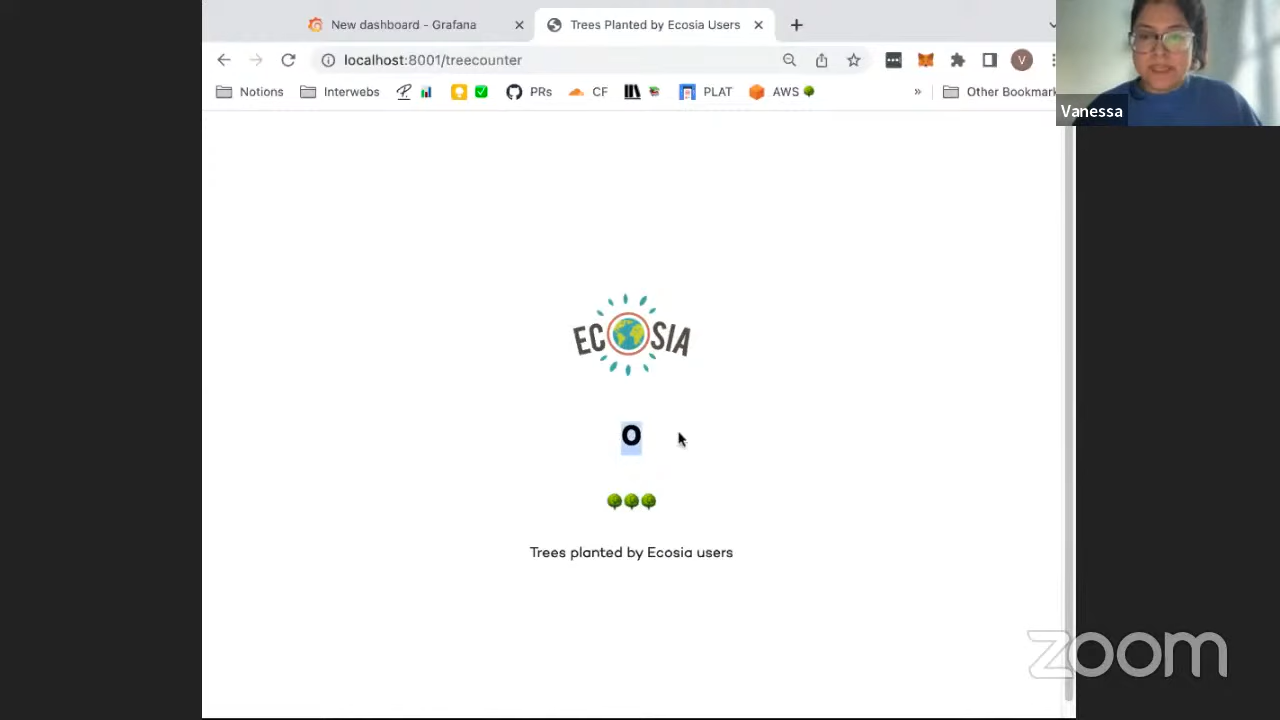 New dashboard - Grafana
Trees Planted by Ecosia Users
localhost:8001/treecounter
V
Notions
Interwebs
PRs
CF
PLAT
AWS
»
Other Bookmark
Vanessa
ECOSIA
0
Trees planted by Ecosia users
zoom